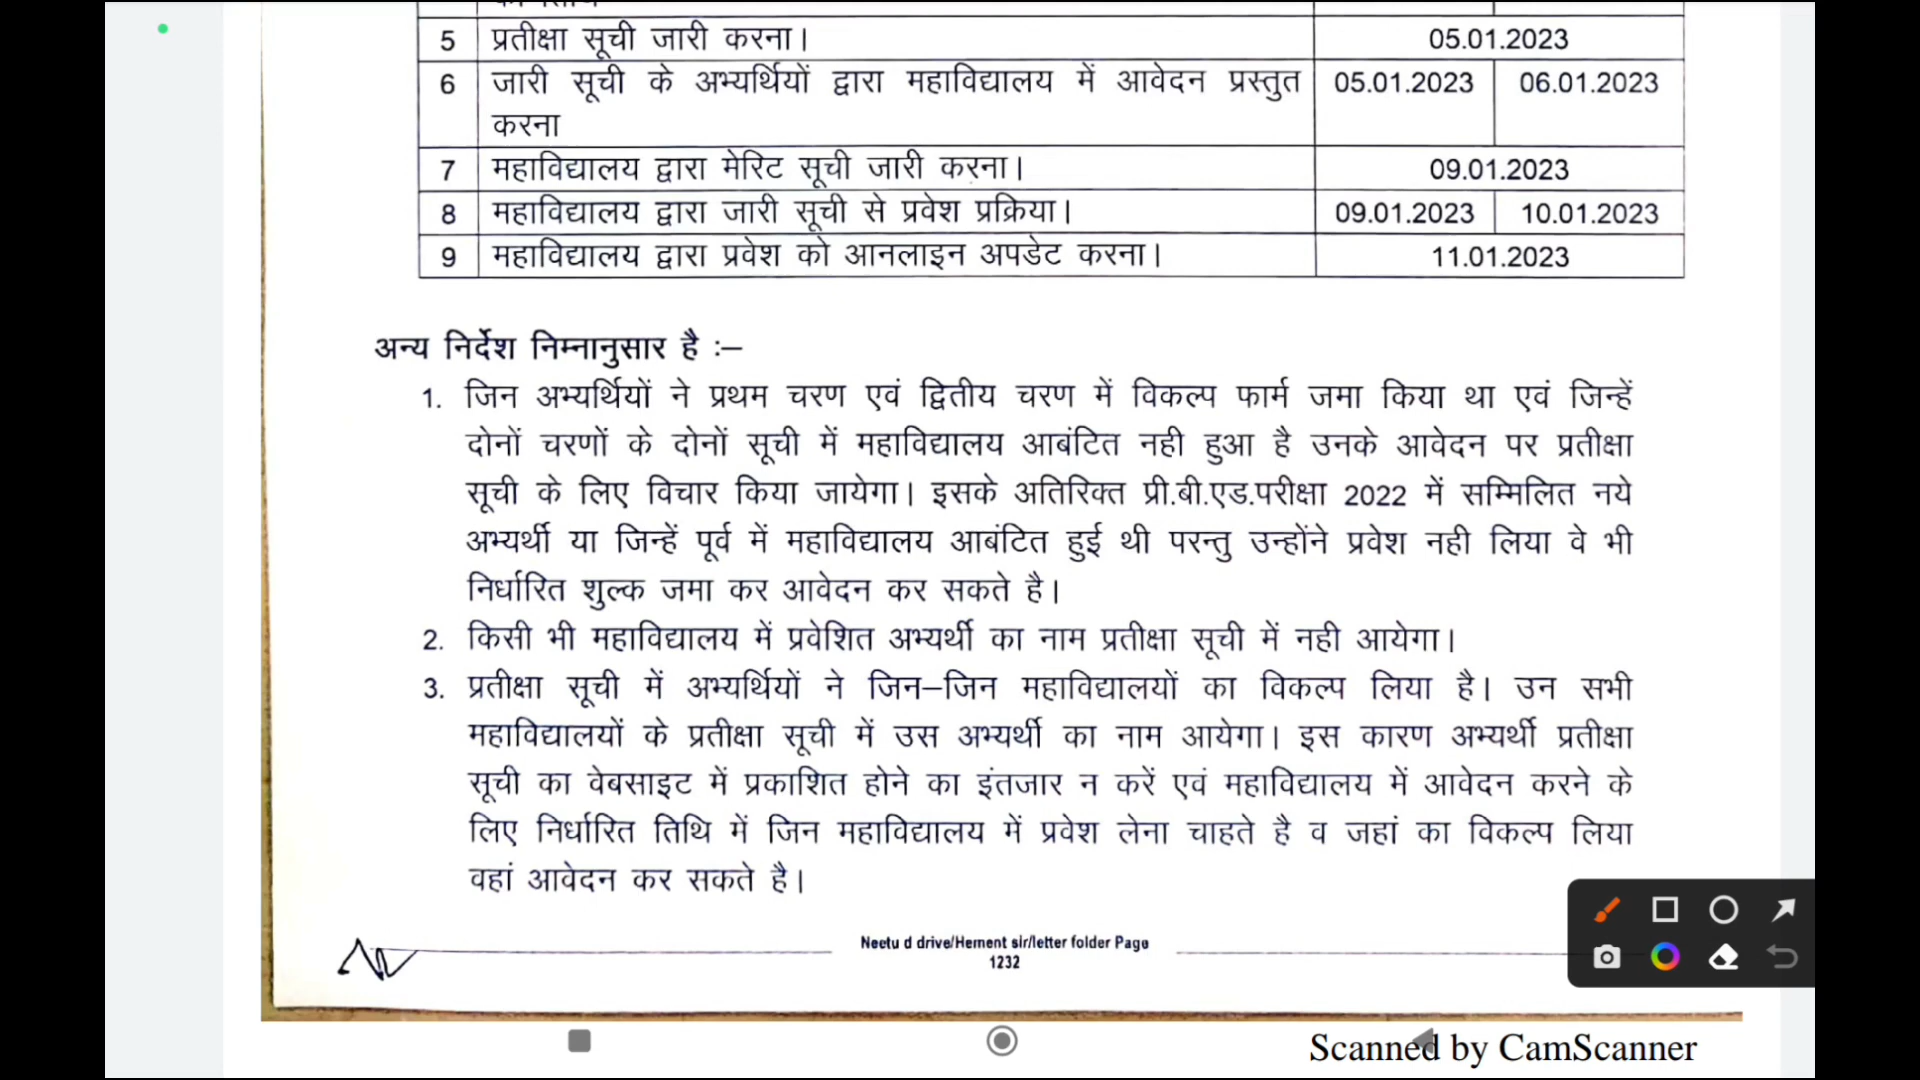 5 प्रतीक्षा सूची जारी करना। 05.01.2023
6 जारी सूची के अभ्यर्थियों द्वारा महाविद्यालय में आवेदन प्रस्तुत 05.01.2023 06.01.2023
करना
7 महाविद्यालय द्वारा मेरिट सूची जारी करना। 09.01.2023
8 महाविद्यालय द्वारा जारी सूची से प्रवेश प्रक्रिया। 09.01.2023 10.01.2023
9 महाविद्यालय द्वारा प्रवेश को आनलाइन अपडेट करना। 11.01.2023
अन्य निर्देश निम्नानुसार है :–
1. जिन अभ्यर्थियों ने प्रथम चरण एवं द्वितीय चरण में विकल्प फार्म जमा किया था एवं जिन्हें
दोनों चरणों के दोनों सूची में महाविद्यालय आबंटित नही हुआ है उनके आवेदन पर प्रतीक्षा
सूची के लिए विचार किया जायेगा। इसके अतिरिक्त प्री.बी.एड.परीक्षा 2022 में सम्मिलित नये
अभ्यर्थी या जिन्हें पूर्व में महाविद्यालय आबंटित हुई थी परन्तु उन्होंने प्रवेश नही लिया वे भी
निर्धारित शुल्क जमा कर आवेदन कर सकते है।
2. किसी भी महाविद्यालय में प्रवेशित अभ्यर्थी का नाम प्रतीक्षा सूची में नही आयेगा।
3. प्रतीक्षा सूची में अभ्यर्थियों ने जिन–जिन महाविद्यालयों का विकल्प लिया है। उन सभी
महाविद्यालयों के प्रतीक्षा सूची में उस अभ्यर्थी का नाम आयेगा। इस कारण अभ्यर्थी प्रतीक्षा
सूची का वेबसाइट में प्रकाशित होने का इंतजार न करें एवं महाविद्यालय में आवेदन करने के
लिए निर्धारित तिथि में जिन महाविद्यालय में प्रवेश लेना चाहते है व जहां का विकल्प लिया
वहां आवेदन कर सकते है।
Neetu d drive/Hement sir/letter folder Page
1232
Scanned by CamScanner